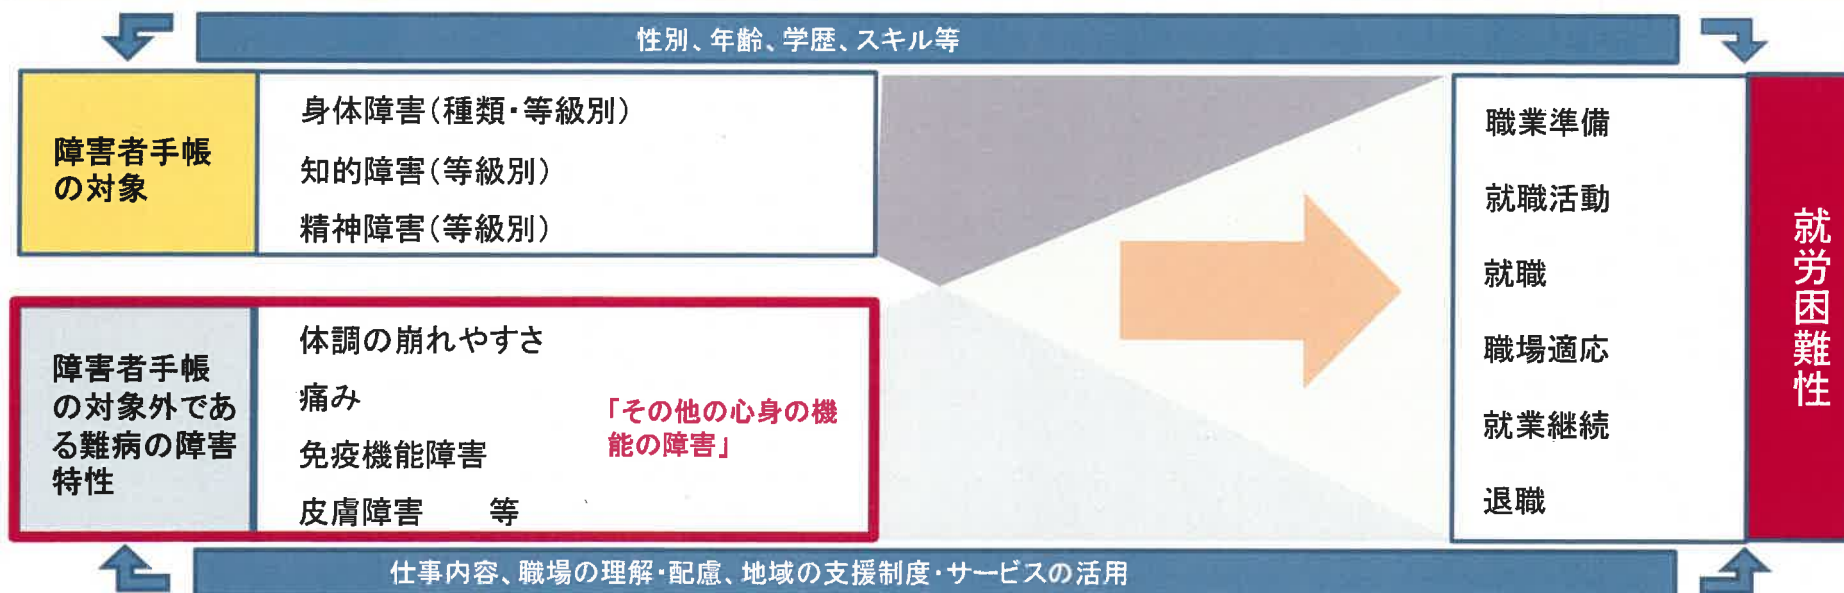 性別、年齢、学歴、スキル等
障害者手帳
の対象
身体障害（種類・等級別）
知的障害（等級別）
精神障害（等級別）
障害者手帳
の対象外であ
る難病の障害
特性
体調の崩れやすさ
痛み
免疫機能障害
皮膚障害　　等
「その他の心身の機
能の障害」
職業準備
就職活動
就職
職場適応
就業継続
退職
就労困難性
仕事内容、職場の理解・配慮、地域の支援制度・サービスの活用